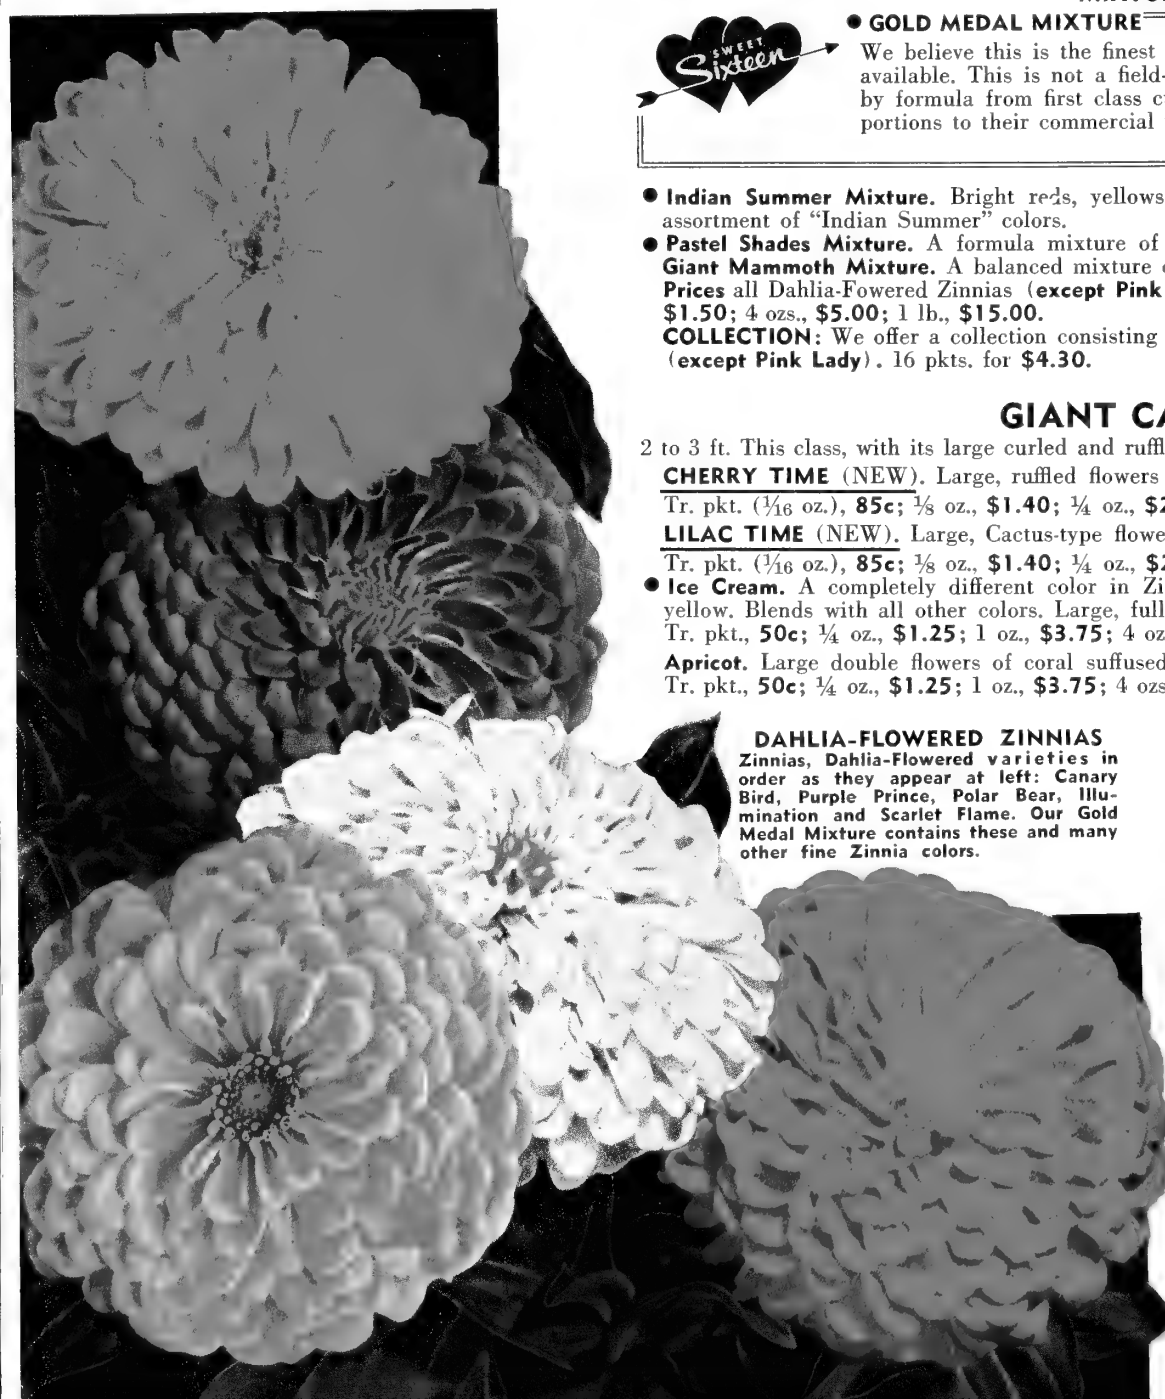 SWEET
Sixteen
● GOLD MEDAL MIXTURE
We believe this is the finest
available. This is not a field-
by formula from first class c
portions to their commercial
● Indian Summer Mixture. Bright reds, yellows
assortment of “Indian Summer” colors.
● Pastel Shades Mixture. A formula mixture of
Giant Mammoth Mixture. A balanced mixture
Prices all Dahlia-Fowered Zinnias (except Pink
$1.50; 4 ozs., $5.00; 1 lb., $15.00.
COLLECTION: We offer a collection consisting
(except Pink Lady). 16 pkts. for $4.30.
GIANT CA
2 to 3 ft. This class, with its large curled and ruffl
CHERRY TIME (NEW). Large, ruffled flowers
Tr. pkt. (1/16 oz.), 85c; 1/8 oz., $1.40; 1/4 oz., $2
LILAC TIME (NEW). Large, Cactus-type flowe
Tr. pkt. (1/16 oz.), 85c; 1/8 oz., $1.40; 1/4 oz., $2
● Ice Cream. A completely different color in Zi
yellow. Blends with all other colors. Large, full
Tr. pkt., 50c; 1/4 oz., $1.25; 1 oz., $3.75; 4 oz
Apricot. Large double flowers of coral suffused
Tr. pkt., 50c; 1/4 oz., $1.25; 1 oz., $3.75; 4 ozs
DAHLIA-FLOWERED ZINNIAS
Zinnias, Dahlia-Flowered varieties in
order as they appear at left: Canary
Bird, Purple Prince, Polar Bear, Illu-
mination and Scarlet Flame. Our Gold
Medal Mixture contains these and many
other fine Zinnia colors.